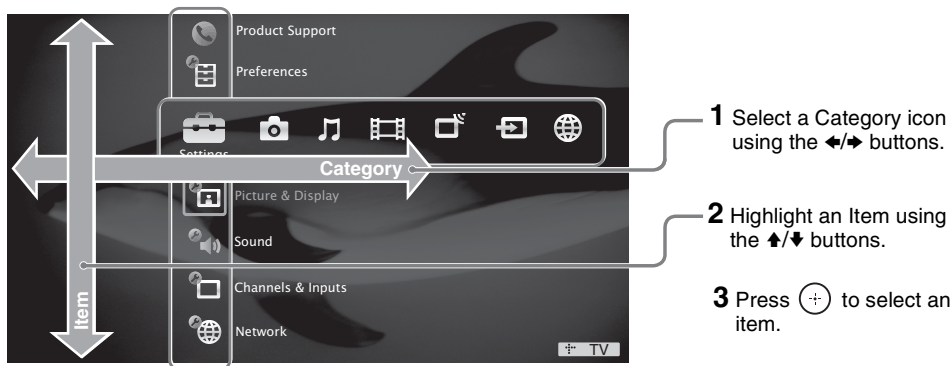 Product Support
Preferences
Settings
Category
Picture & Display
Sound
Channels & Inputs
Network
Item
TV
1 Select a Category icon
using the ←/→ buttons.
2 Highlight an Item using
the ↑/↓ buttons.
3 Press ⊕ to select an
item.